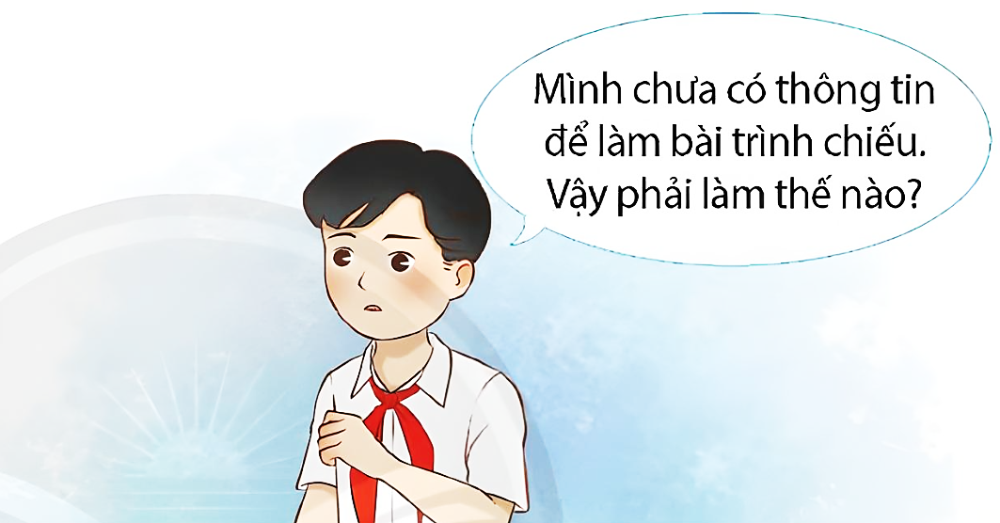 Mình chưa có thông tin
để làm bài trình chiếu.
Vậy phải làm thế nào?